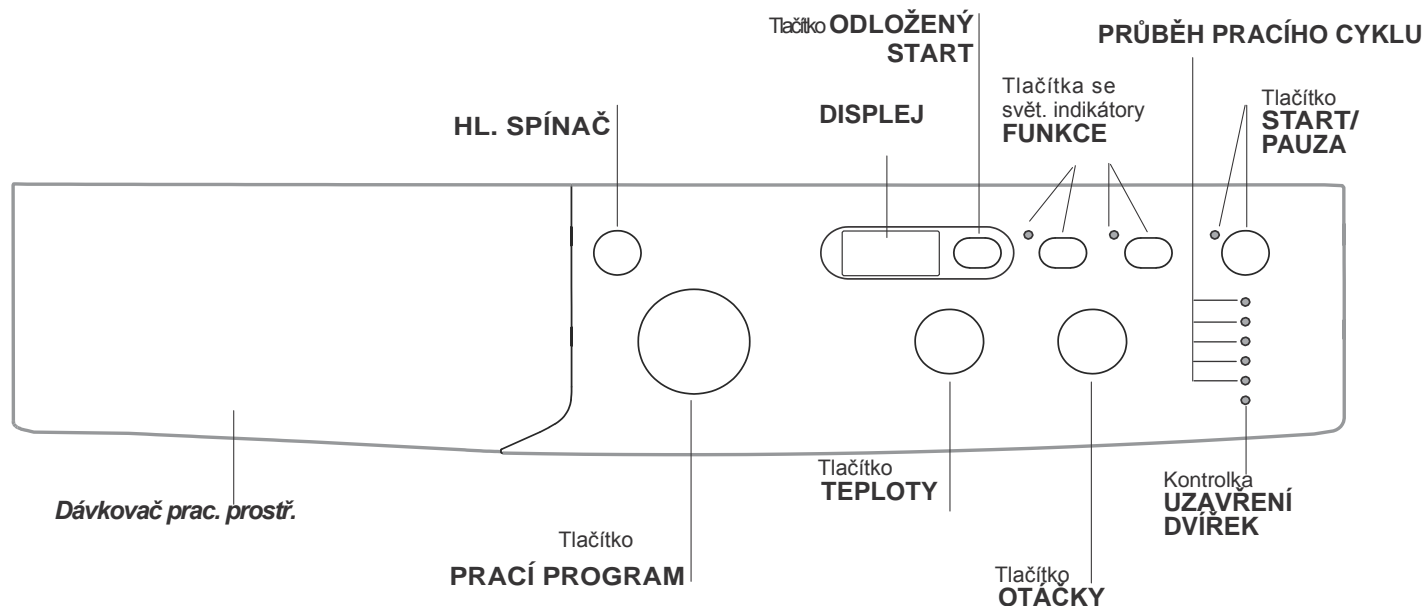 Tlačítko ODLOŽENÝ
START
PRŮBĚH PRACÍHO CYKLU
HL. SPÍNAČ
DISPLEJ
Tlačítka se
svět. indikátory
FUNKCE
Tlačítko
START/
PAUZA
Dávkovač prac. prostř.
Tlačítko
PRACÍ PROGRAM
Tlačítko
TEPLOTY
Tlačítko
OTÁČKY
Kontrolka
UZAVŘENÍ
DVÍŘEK